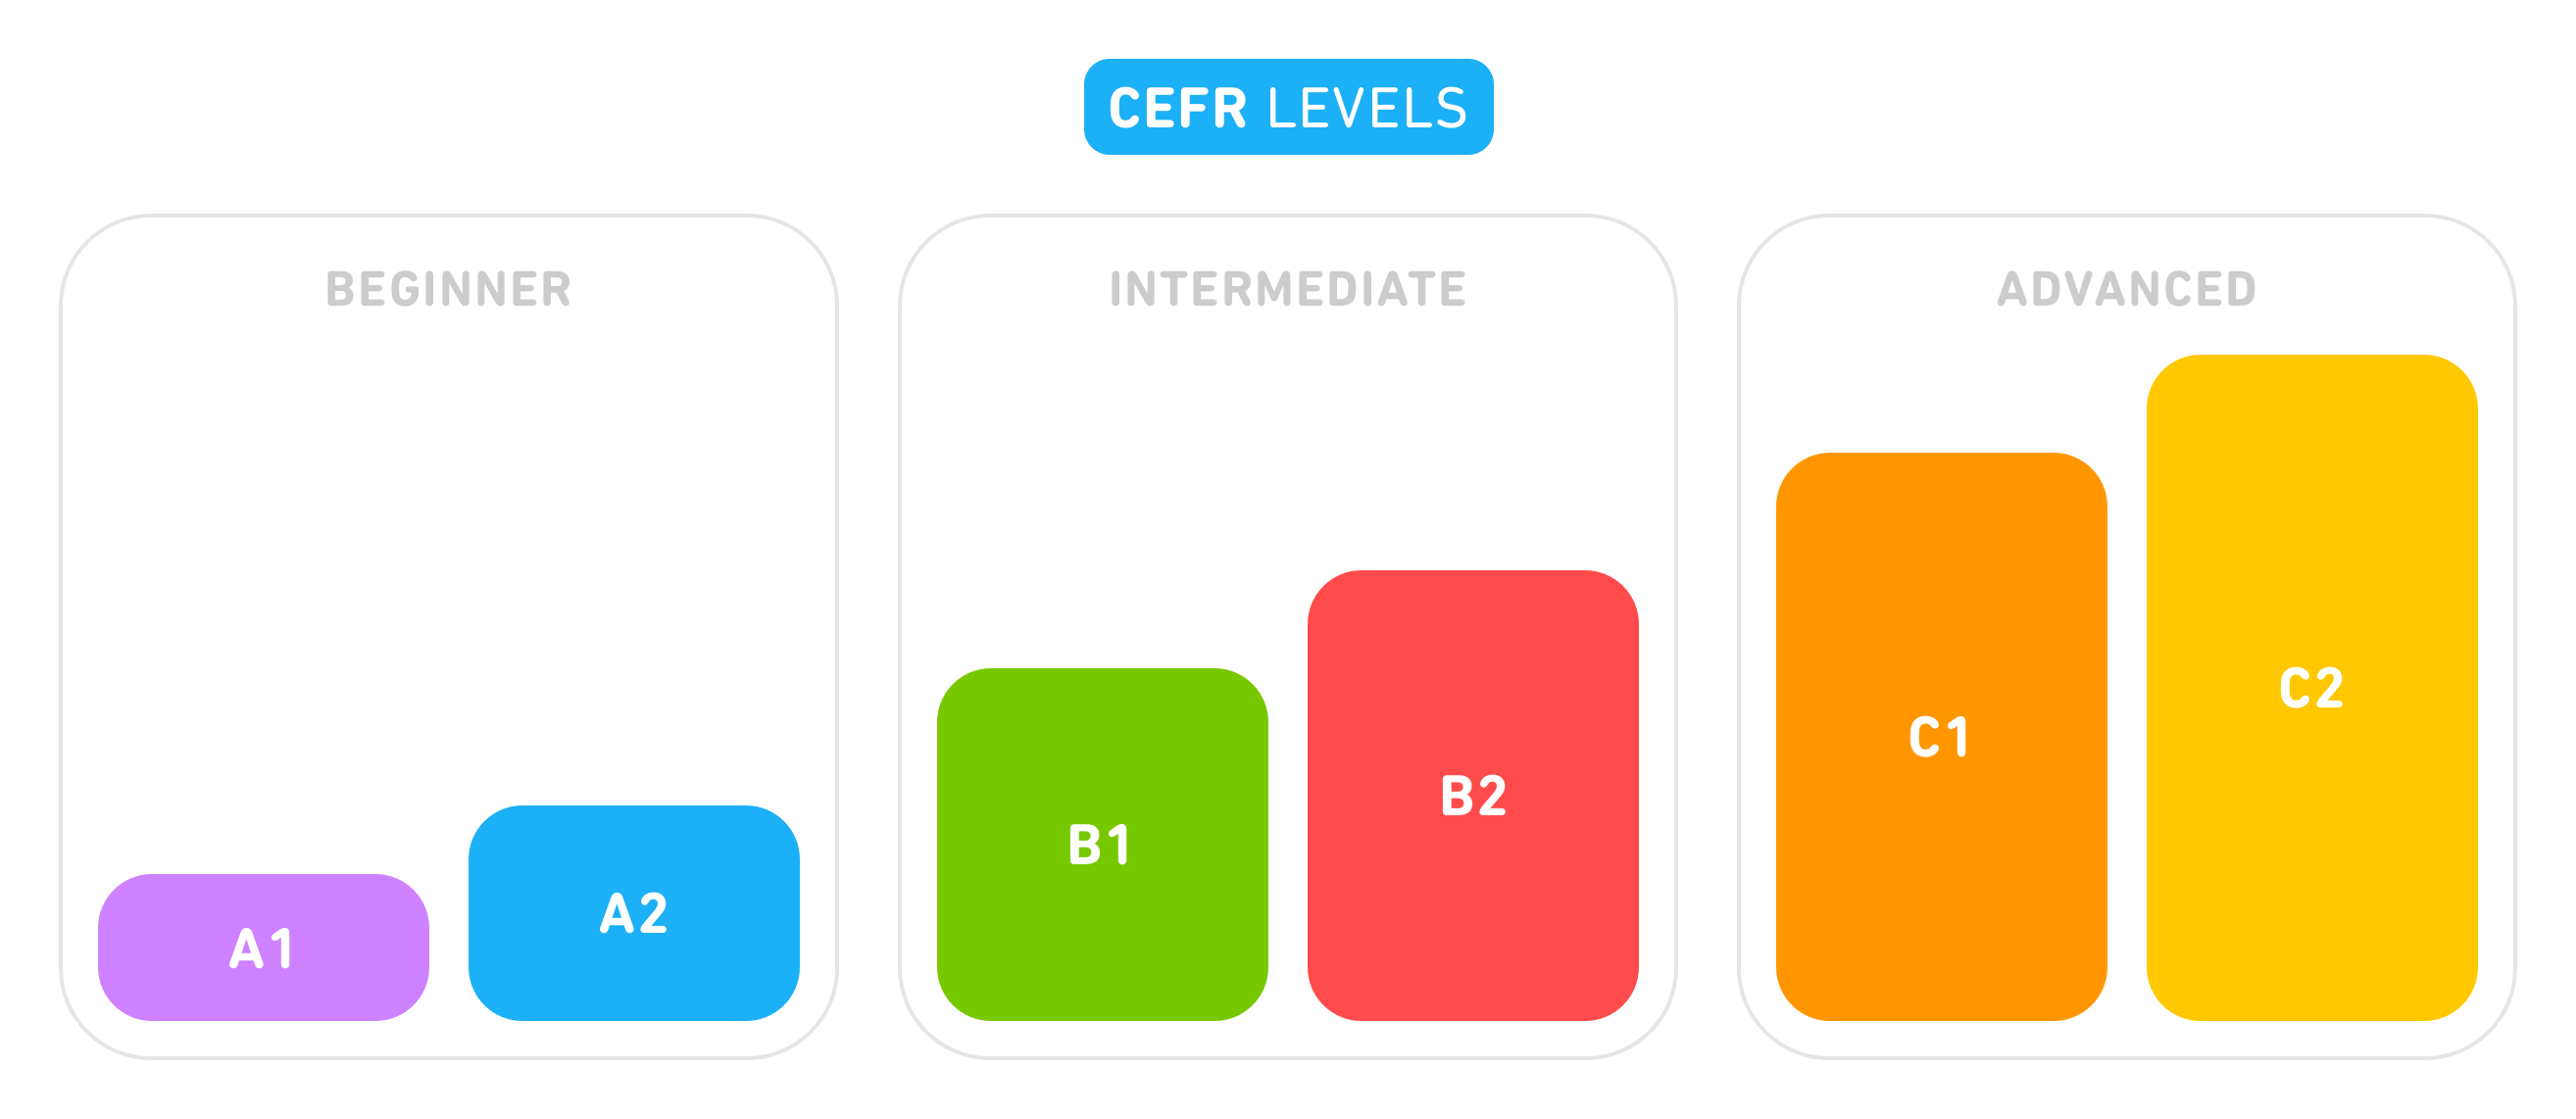 CEFR LEVELS
BEGINNER
A1
A2
INTERMEDIATE
B1
B2
ADVANCED
C1
C2